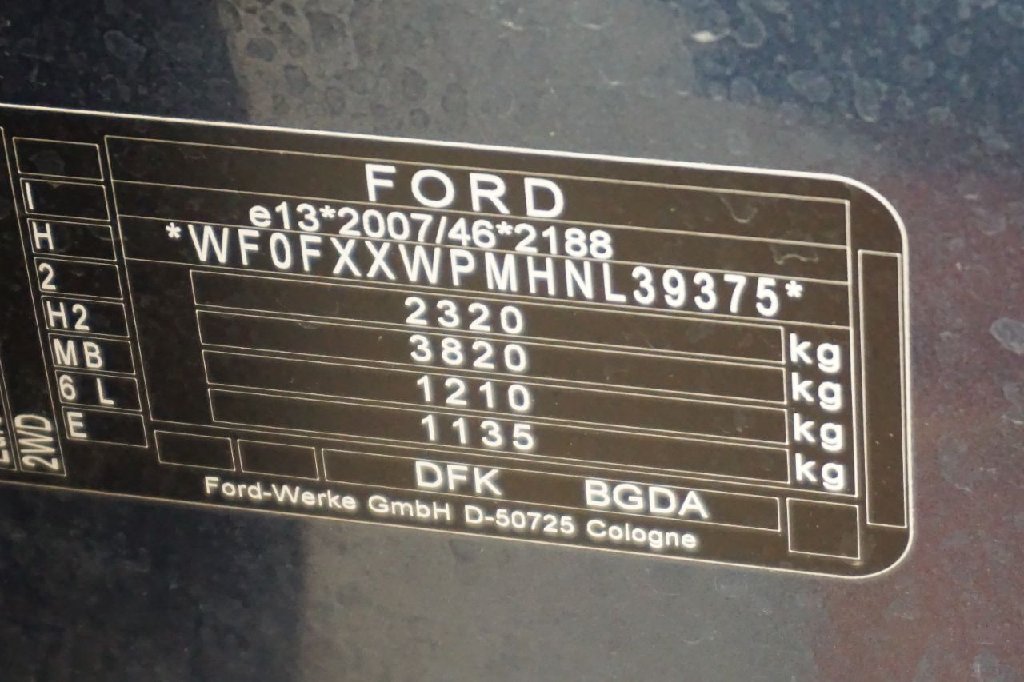 FORD
e13*2007/46*2188
*WF0FXXWPMHNL39375*
2320 kg
3820 kg
1210 kg
1135 kg
DFK BGDA
Ford-Werke GmbH D-50725 Cologne
I
H
2
H2
MB
6 L
E
2WD